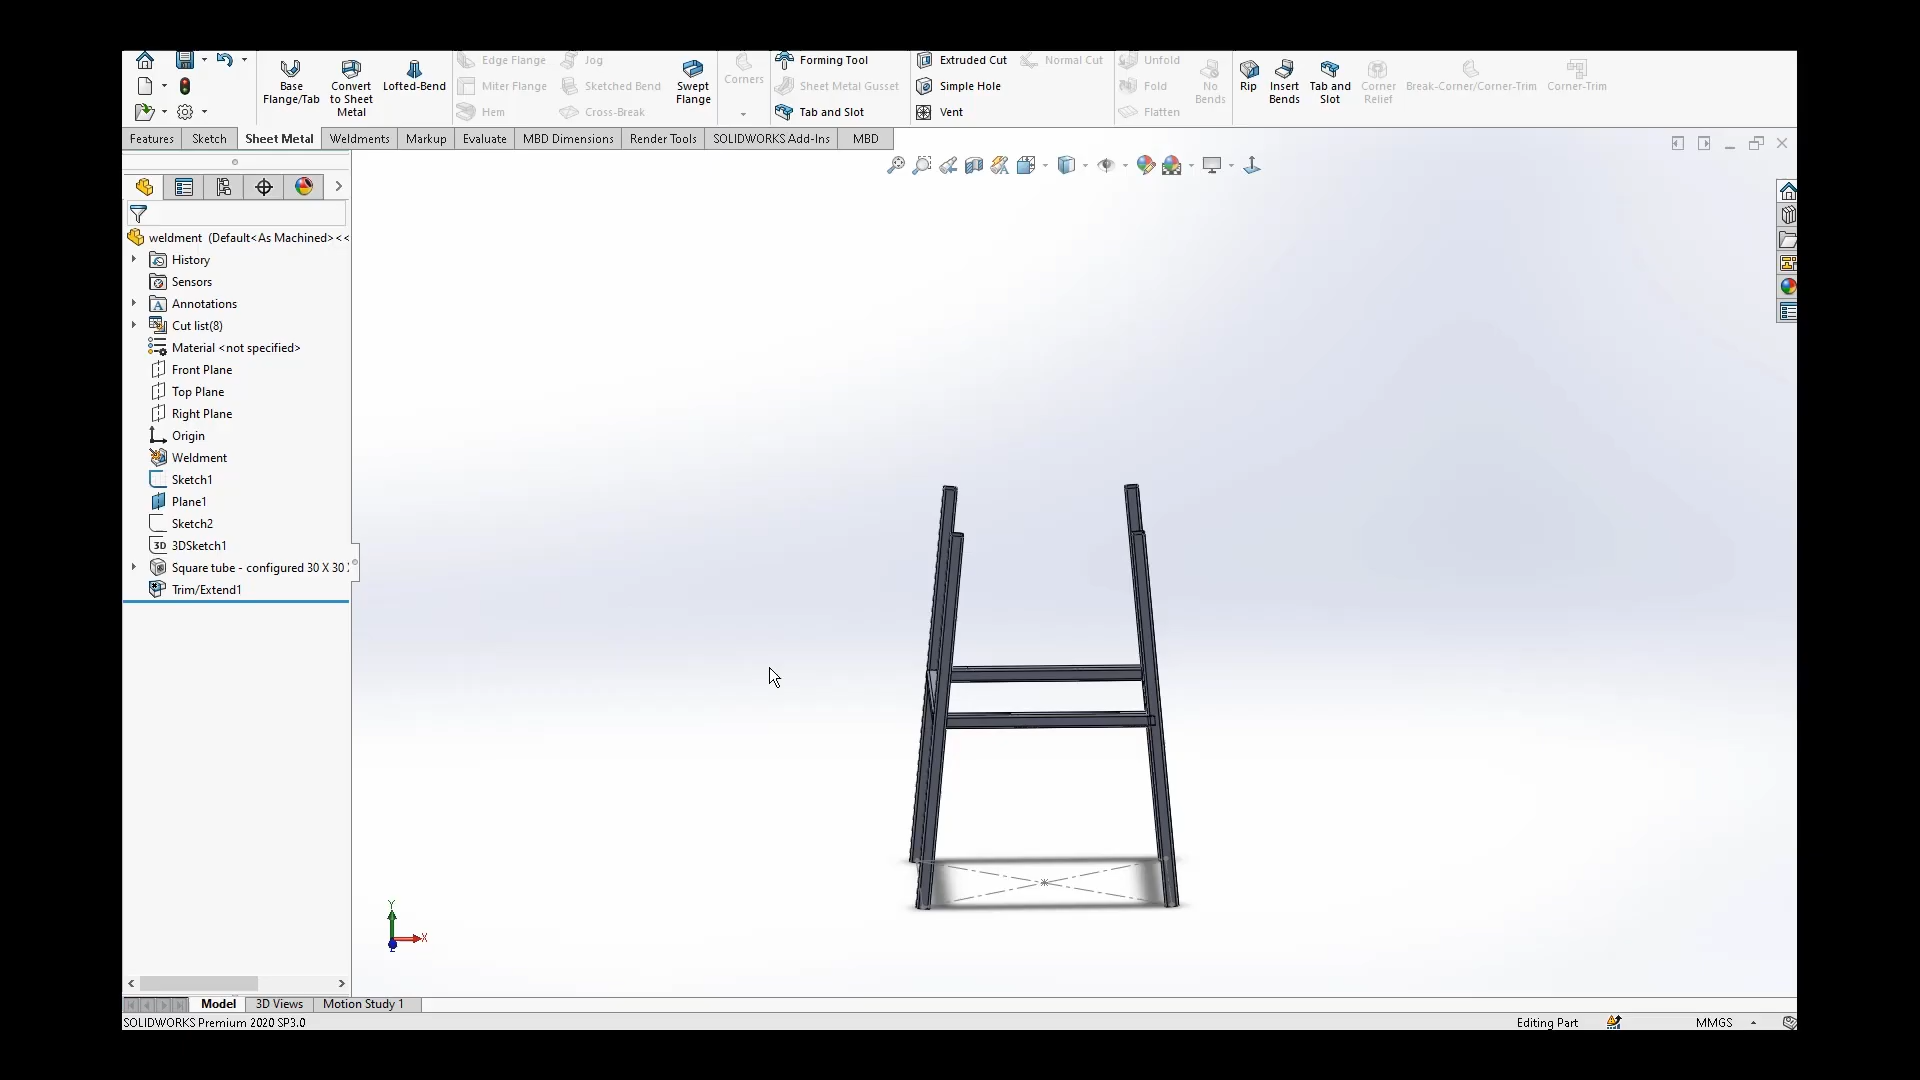 Edge Flange
Jog
Forming Tool
Extruded Cut
Normal Cut
Unfold
Base
Flange/Tab
Convert
to Sheet
Metal
Lofted-Bend
Miter Flange
Sketched Bend
Swept
Flange
Corners
Sheet Metal Gusset
Simple Hole
Fold
No
Bends
Rip
Insert
Bends
Tab and
Slot
Corner
Relief
Break-Corner/Corner-Trim
Corner-Trim
Hem
Cross-Break
Tab and Slot
Vent
Flatten
Features
Sketch
Sheet Metal
Weldments
Markup
Evaluate
MBD Dimensions
Render Tools
SOLIDWORKS Add-Ins
MBD
weldment (Default<As Machined><<
History
Sensors
Annotations
Cut list(8)
Material <not specified>
Front Plane
Top Plane
Right Plane
Origin
Weldment
Sketch1
Plane1
Sketch2
3D 3DSketch1
Square tube - configured 30 X 30
Trim/Extend1
Y
X
Z
Model
3D Views
Motion Study 1
SOLIDWORKS Premium 2020 SP3.0
Editing Part
MMGS